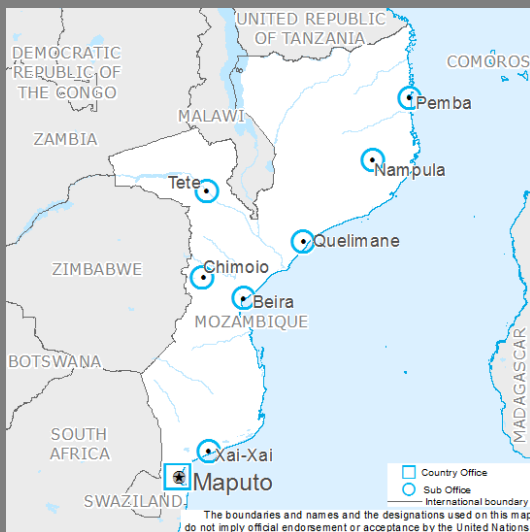 UNITED REPUBLIC
OF TANZANIA
DEMOCRATIC
REPUBLIC OF
THE CONGO
COMOROS
Pemba
MALAWI
ZAMBIA
Nampula
Tete
Quelimane
ZIMBABWE
Chimoio
Beira
MOZAMBIQUE
BOTSWANA
MADAGASCAR
SOUTH
AFRICA
Xai-Xai
Maputo
SWAZILAND
Country Office
Sub Office
International boundary
The boundaries and names and the designations used on this map
do not imply official endorsement or acceptance by the United Nations